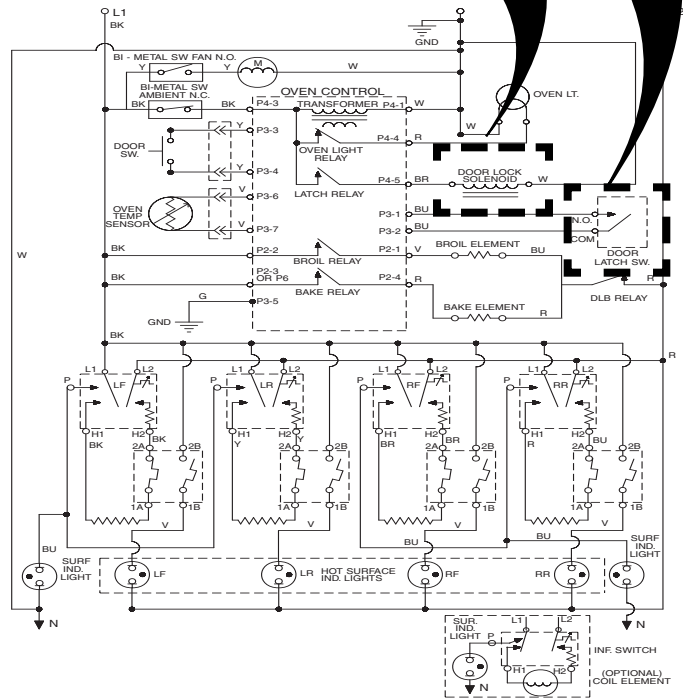 L1
BK
GND
BI - METAL SW FAN N.O.
Y
Y
M
W
BI-METAL SW
AMBIENT N.C.
OVEN CONTROL
OVEN LT.
BK
BK
P4-3
TRANSFORMER
P4-1
W
W
DOOR
SW.
Y
P3-3
P4-4
R
OVEN LIGHT
RELAY
Y
P3-4
DOOR LOCK
SOLENOID
P4-5
BR
W
LATCH RELAY
V
P3-6
OVEN
TEMP
SENSOR
P3-1
BU
N.O.
V
P3-7
P3-2
BU
COM
W
BK
P2-2
P2-1
V
BROIL ELEMENT
BU
DOOR
LATCH SW.
BROIL RELAY
BK
P2-3
OR P6
P2-4
R
R
BAKE RELAY
DLB RELAY
G
P3-5
BAKE ELEMENT
R
GND
BK
R
L1
L2
L1
L2
L1
L2
L1
L2
P
LF
P
LR
P
RF
P
RR
H1
H2
H1
H2
H1
H2
H1
H2
BK
BK
Y
Y
BR
BR
R
BU
2A
2B
2A
2B
2A
2B
2A
2B
1A
1B
1A
1B
1A
1B
1A
1B
V
V
V
V
BU
BU
BU
SURF
IND.
LIGHT
SURF
IND.
LIGHT
LF
LR
HOT SURFACE
IND. LIGHTS
RF
RR
N
N
SUR.
IND.
LIGHT
P
L1
L2
INF. SWITCH
H1
H2
(OPTIONAL)
COIL ELEMENT
N